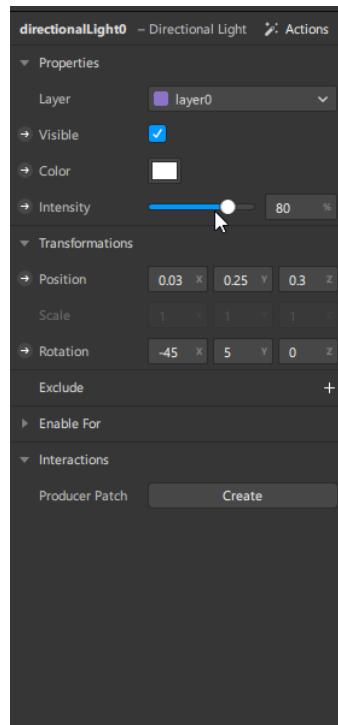 directionalLight0 – Directional Light Actions
Properties
Layer layer0
Visible
Color
Intensity 80 %
Transformations
Position 0.03 X 0.25 Y 0.3 Z
Scale 1 X 1 Y 1 Z
Rotation -45 X 5 Y 0 Z
Exclude +
Enable For
Interactions
Producer Patch Create